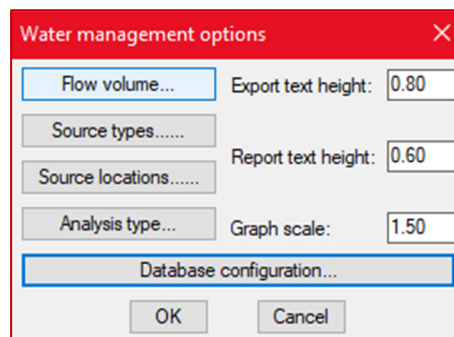 Water management options
Flow volume...
Export text height: 0.80
Source types......
Report text height: 0.60
Source locations......
Analysis type...
Graph scale: 1.50
Database configuration...
OK Cancel